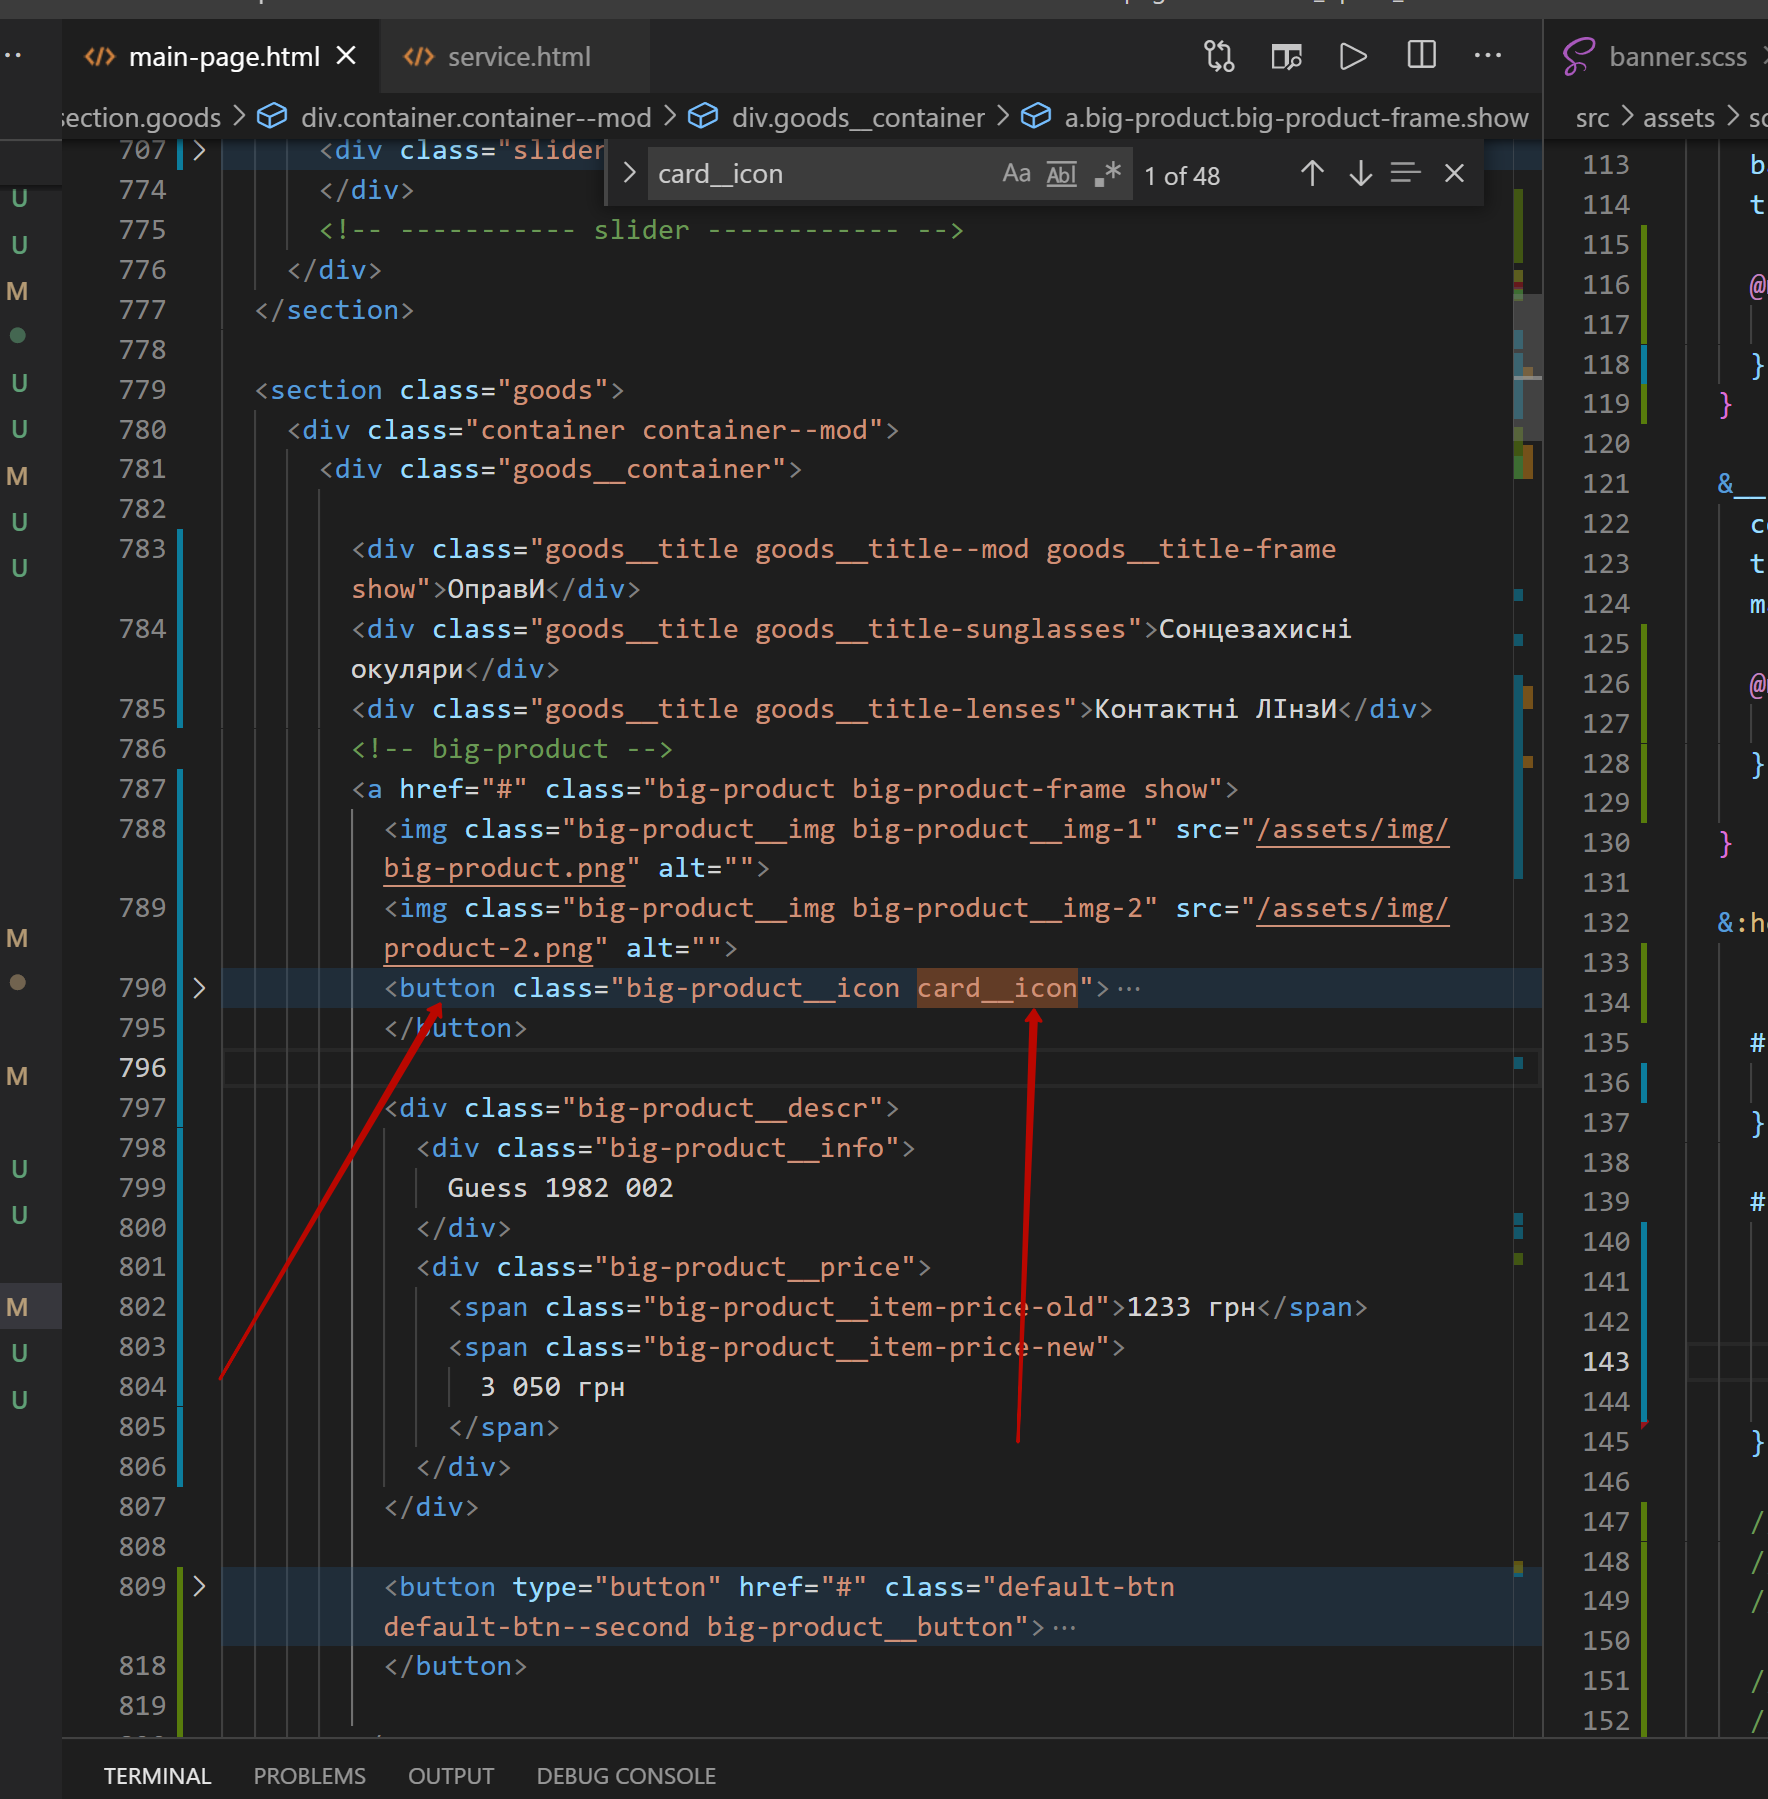 main-page.html
service.html
banner.scss
section.goods > div.container.container--mod > div.goods__container > a.big-product.big-product-frame.show
src > assets >
card__icon Aa Abl .* 1 of 48
707 <div class="slider
774 </div>
775 <!-- ----------- slider ------------ -->
776 </div>
777 </section>
778
779 <section class="goods">
780 <div class="container container--mod">
781 <div class="goods__container">
782
783 <div class="goods__title goods__title--mod goods__title-frame
show">ОправИ</div>
784 <div class="goods__title goods__title-sunglasses">Сонцезахисні
окуляри</div>
785 <div class="goods__title goods__title-lenses">Контактні ЛІнзИ</div>
786 <!-- big-product -->
787 <a href="#" class="big-product big-product-frame show">
788 <img class="big-product__img big-product__img-1" src="/assets/img/
big-product.png" alt="">
789 <img class="big-product__img big-product__img-2" src="/assets/img/
product-2.png" alt="">
790 <button class="big-product__icon card__icon">···
795 </button>
796
797 <div class="big-product__descr">
798 <div class="big-product__info">
799 Guess 1982 002
800 </div>
801 <div class="big-product__price">
802 <span class="big-product__item-price-old">1233 грн</span>
803 <span class="big-product__item-price-new">
804 3 050 грн
805 </span>
806 </div>
807 </div>
808
809 <button type="button" href="#" class="default-btn
default-btn--second big-product__button">···
818 </button>
819
U
U
M
U
U
M
U
U
M
M
U
U
M
U
U
113 b
114 t
115
116 @
117
118 }
119 }
120
121 &__
122 c
123 t
124 m
125
126 @
127
128 }
129
130 }
131
132 &:h
133
134
135 #
136
137 }
138
139 #
140
141
142
143
144
145 }
146
147 /
148 /
149 /
150
151 /
152 /
TERMINAL PROBLEMS OUTPUT DEBUG CONSOLE